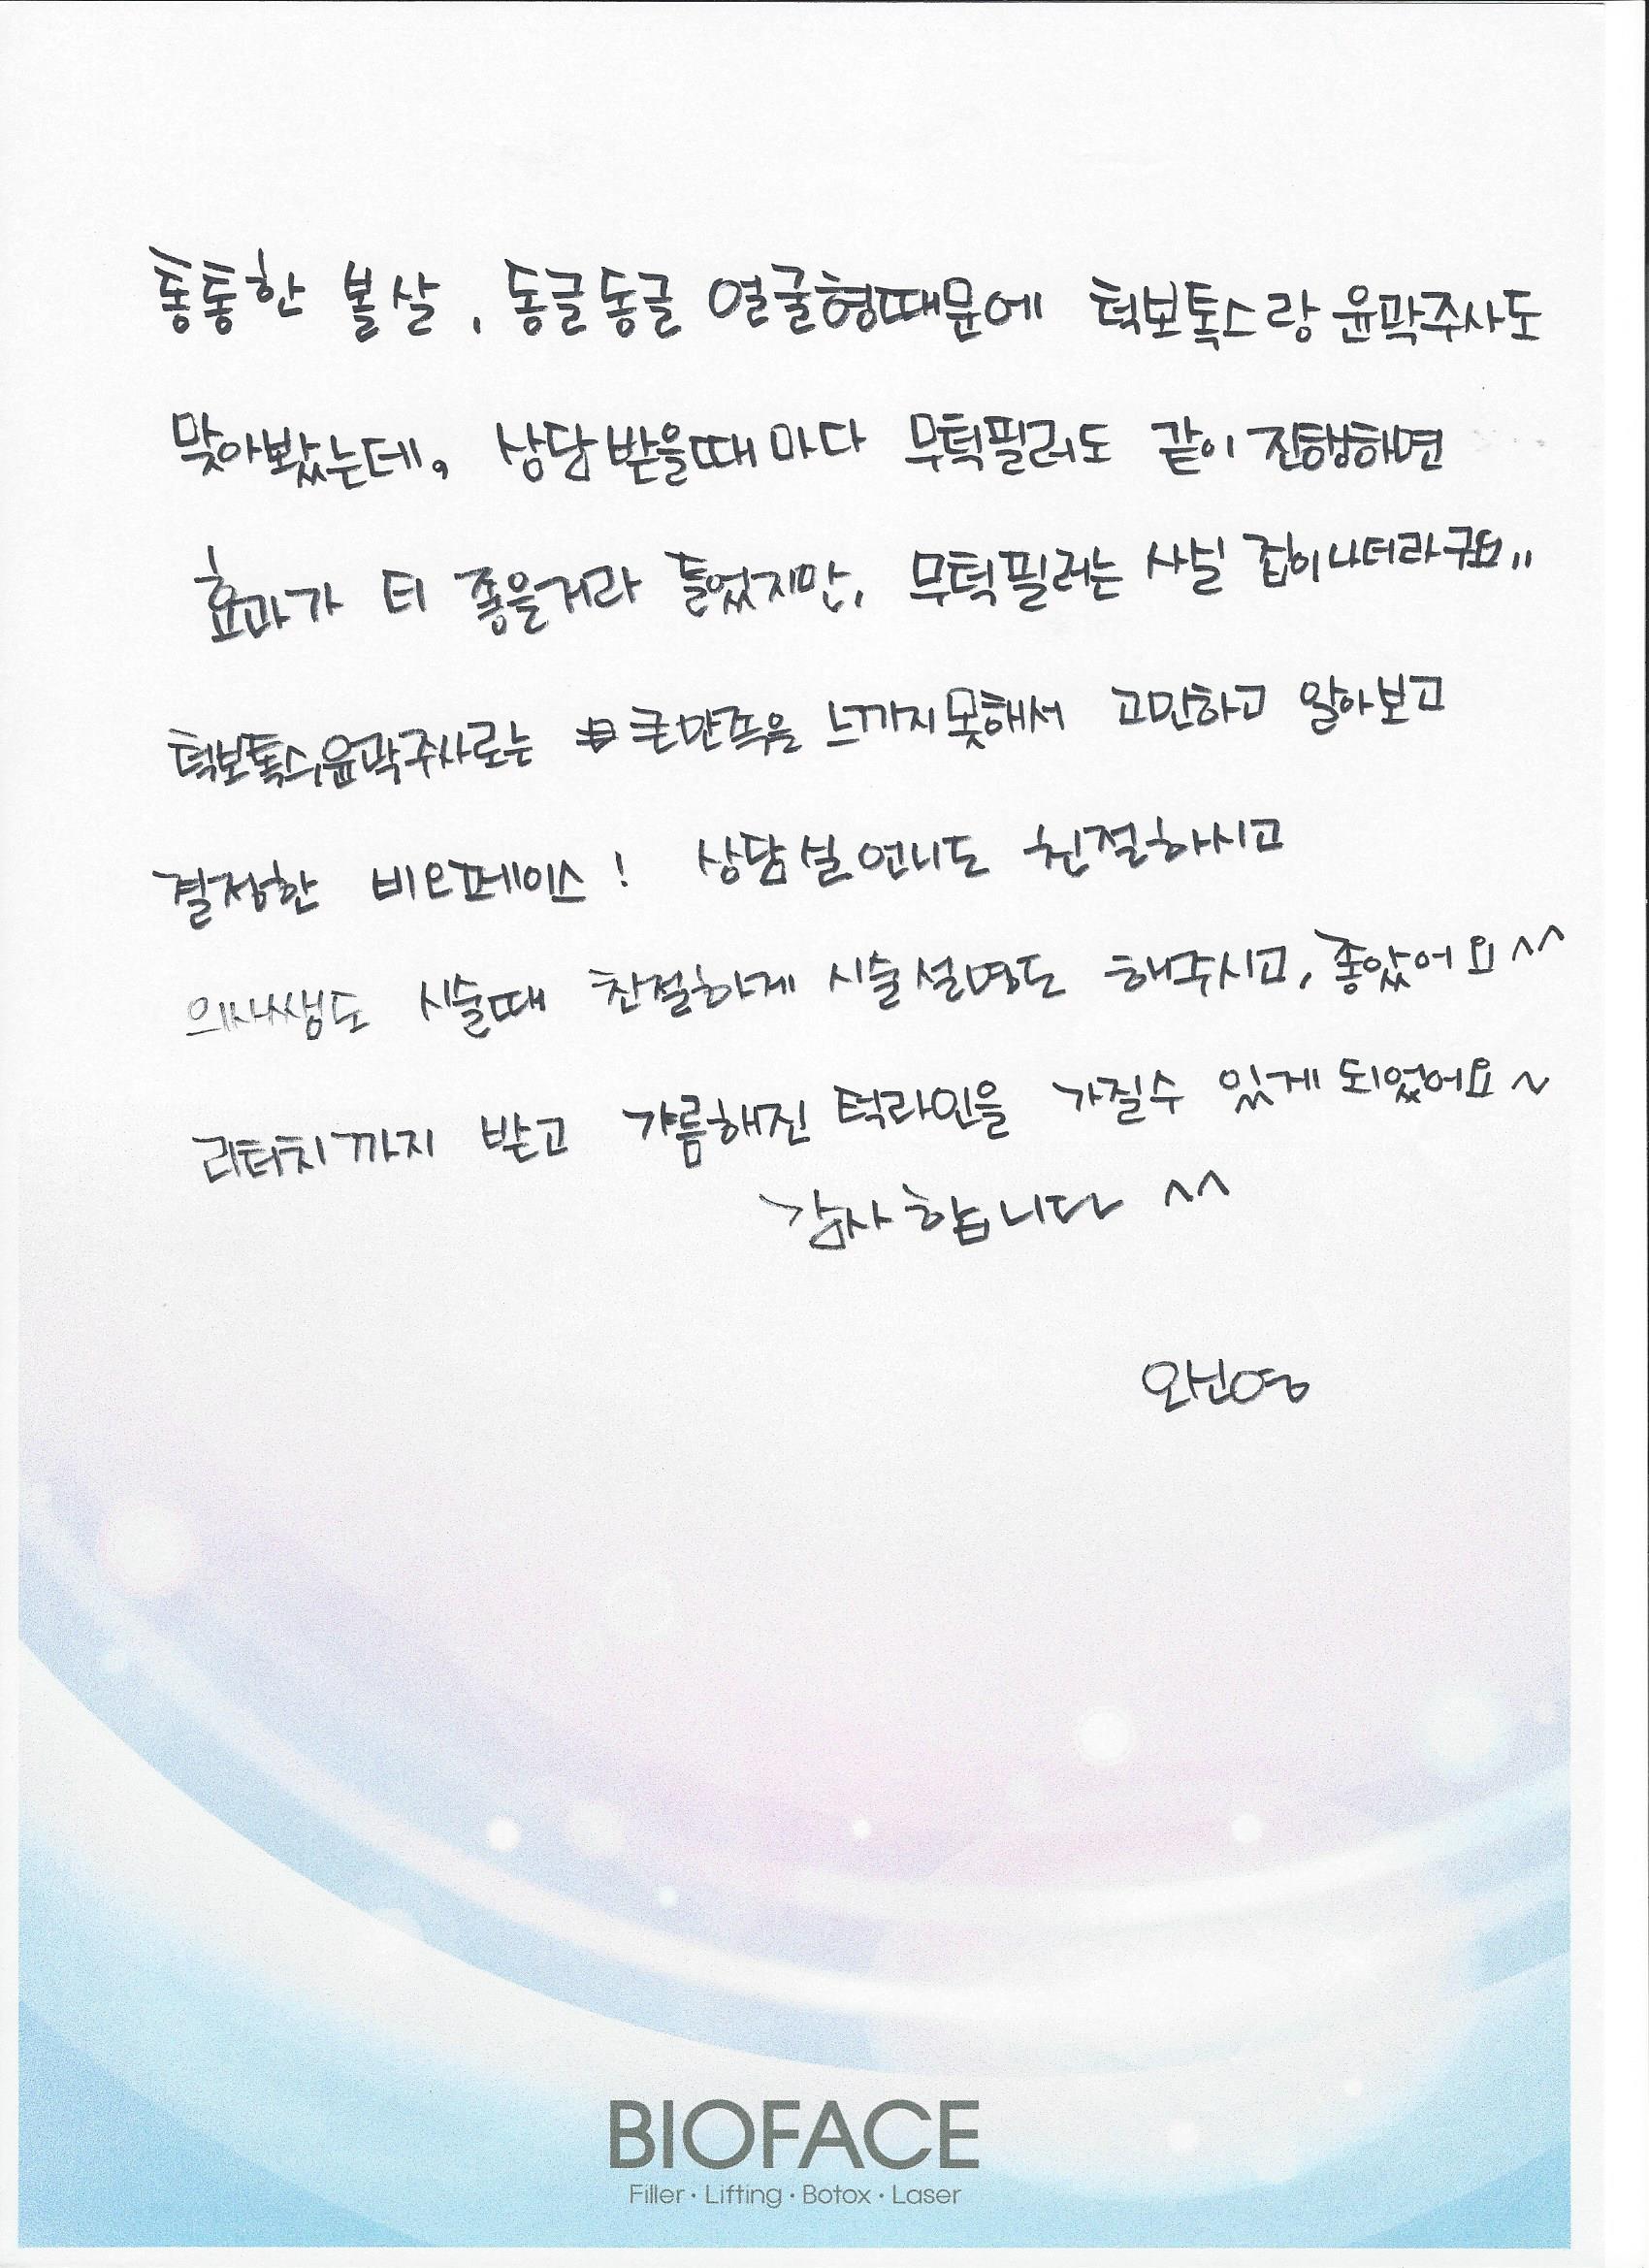 통통한 볼살, 동글동글 얼굴형때문에 턱보톡스랑 윤곽주사도
맞아봤는데, 상담받을때마다 무턱필러도 같이 진행하면
효과가 더 좋을거라 들었지만, 무턱필러는 사실 겁이나더라구요,,
턱보톡스,윤곽주사로는 큰만족을 느끼지못해서 고민하고 알아보고
결정한 비오페이스! 상담실언니도 친절하시고
의사쌤도 시술때 친절하게 시술설명도 해주시고, 좋았어요^^
리터치까지 받고 갸름해진 턱라인을 가질수 있게되었어요~
감사합니다 ^^
BIOFACE
Filler · Lifting · Botox · Laser